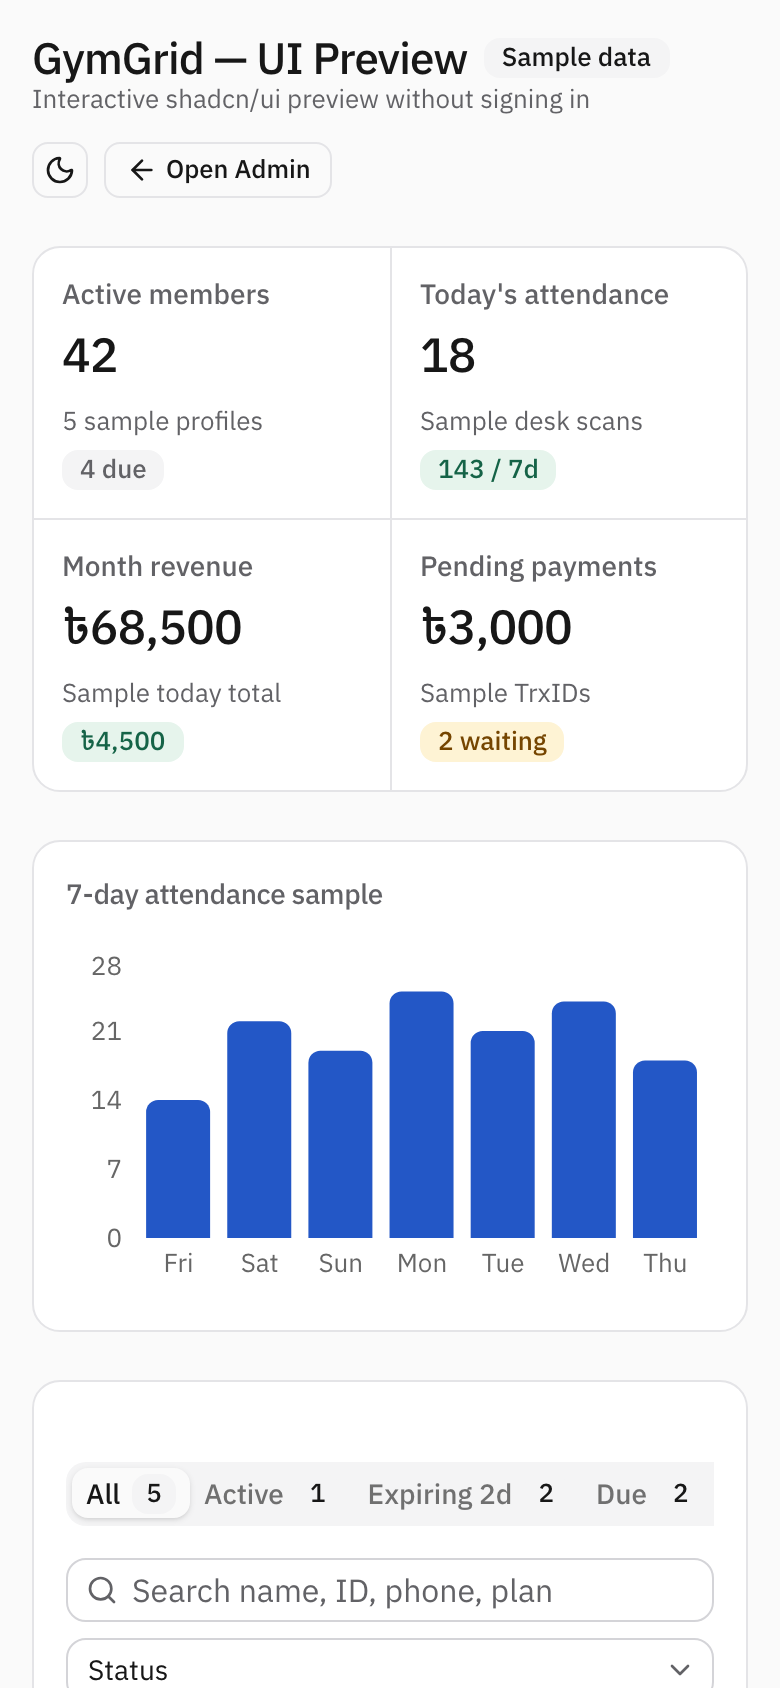 GymGrid — UI Preview Sample data
Interactive shadcn/ui preview without signing in
Open Admin
Active members
42
5 sample profiles
4 due
Today's attendance
18
Sample desk scans
143 / 7d
Month revenue
৳68,500
Sample today total
৳4,500
Pending payments
৳3,000
Sample TrxIDs
2 waiting
7-day attendance sample
28
21
14
7
0
Fri Sat Sun Mon Tue Wed Thu
All 5 Active 1 Expiring 2d 2 Due 2
Search name, ID, phone, plan
Status